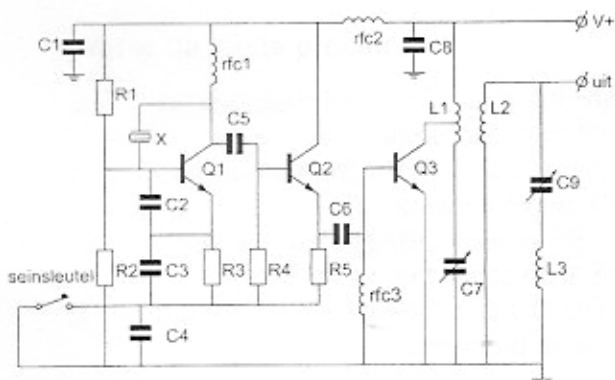 V+
C1
rfc2
C8
rfc1
uit
R1
L1
L2
C5
X
Q1
Q2
Q3
C9
C2
C6
seinsleutel
R2
C3
R3
R4
R5
rfc3
C7
L3
C4